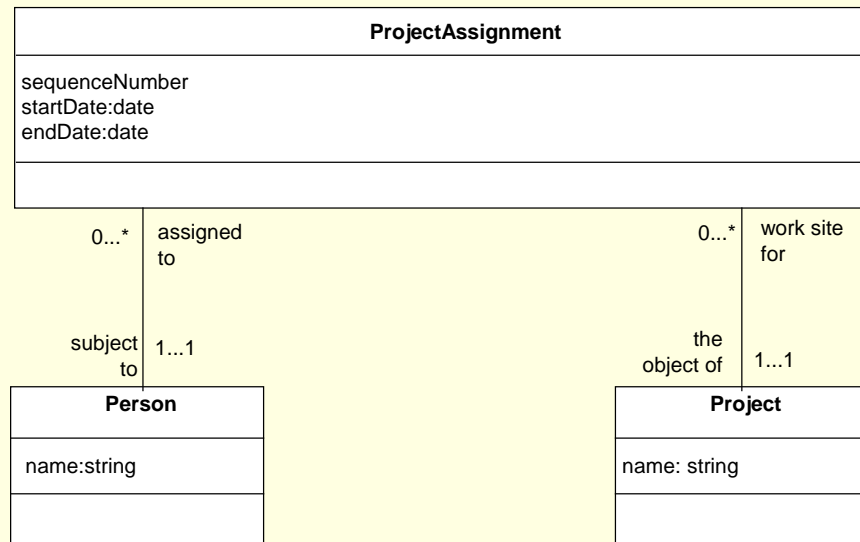 ProjectAssignment
sequenceNumber
startDate:date
endDate:date
0...*
assigned
to
0...*
work site
for
subject
to
1...1
the
object of
1...1
Person
name:string
Project
name: string